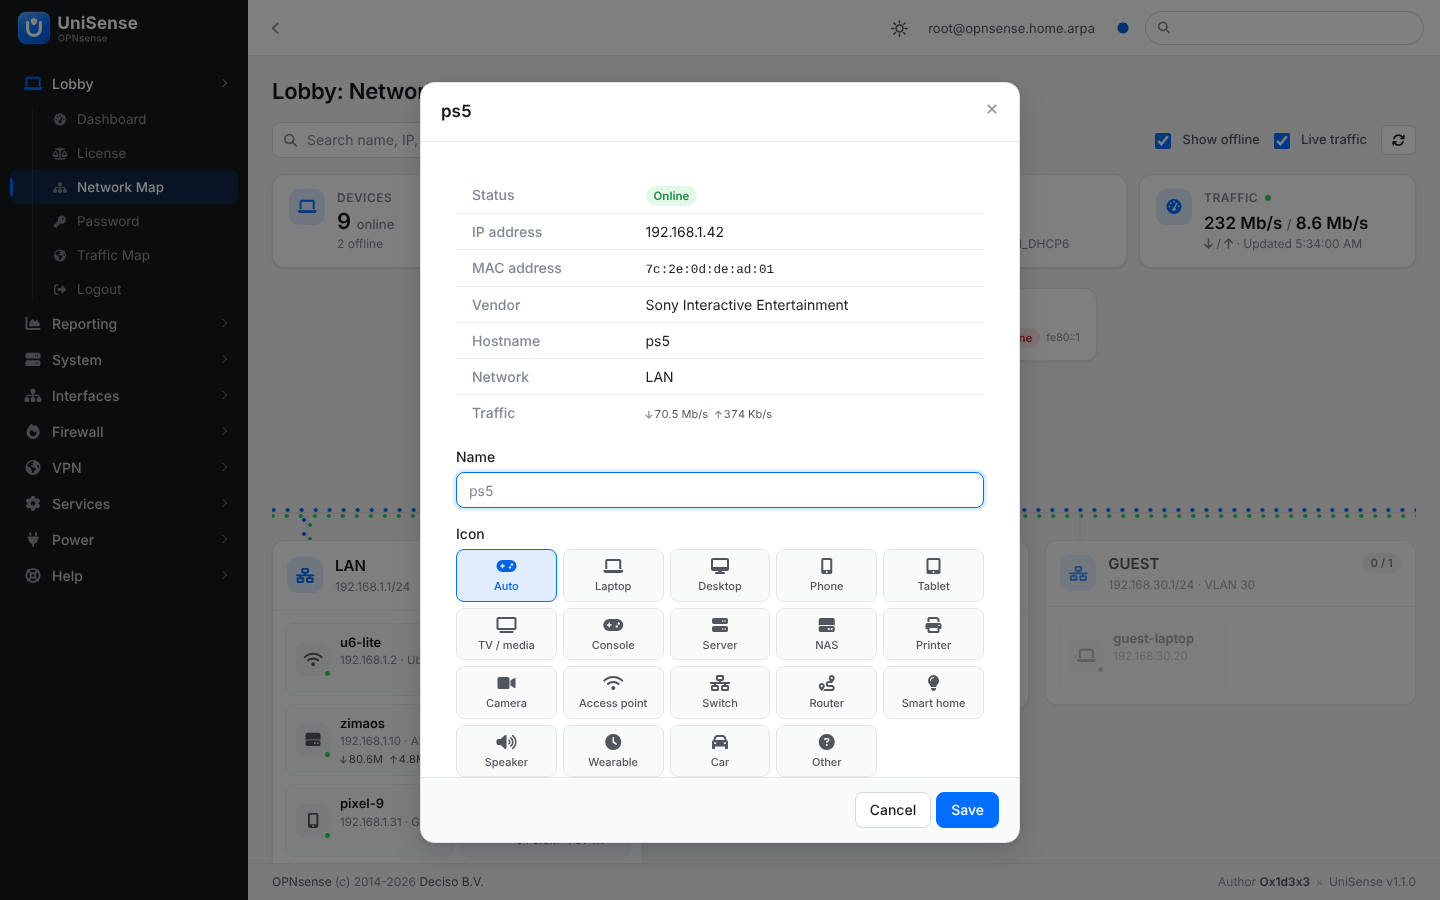 UniSense
OPNsense
root@opnsense.home.arpa
Lobby
Dashboard
License
Network Map
Password
Traffic Map
Logout
Reporting
System
Interfaces
Firewall
VPN
Services
Power
Help
Lobby: Networ
Search name, IP,
Show offline
Live traffic
DEVICES
9 online
2 offline
_DHCP6
TRAFFIC
232 Mb/s / 8.6 Mb/s
↓ / ↑ · Updated 5:34:00 AM
ne fe80::1
ps5
×
Status Online
IP address 192.168.1.42
MAC address 7c:2e:0d:de:ad:01
Vendor Sony Interactive Entertainment
Hostname ps5
Network LAN
Traffic ↓70.5 Mb/s ↑374 Kb/s
Name
ps5
Icon
Auto
Laptop
Desktop
Phone
Tablet
TV / media
Console
Server
NAS
Printer
Camera
Access point
Switch
Router
Smart home
Speaker
Wearable
Car
Other
Cancel
Save
LAN
192.168.1.1/24
u6-lite
192.168.1.2 · Ub
zimaos
192.168.1.10 · A
↓80.6M ↑4.8M
pixel-9
192.168.1.31 · G
GUEST
0 / 1
192.168.30.1/24 · VLAN 30
guest-laptop
192.168.30.20
OPNsense (c) 2014-2026 Deciso B.V.
Author Ox1d3x3 × UniSense v1.1.0